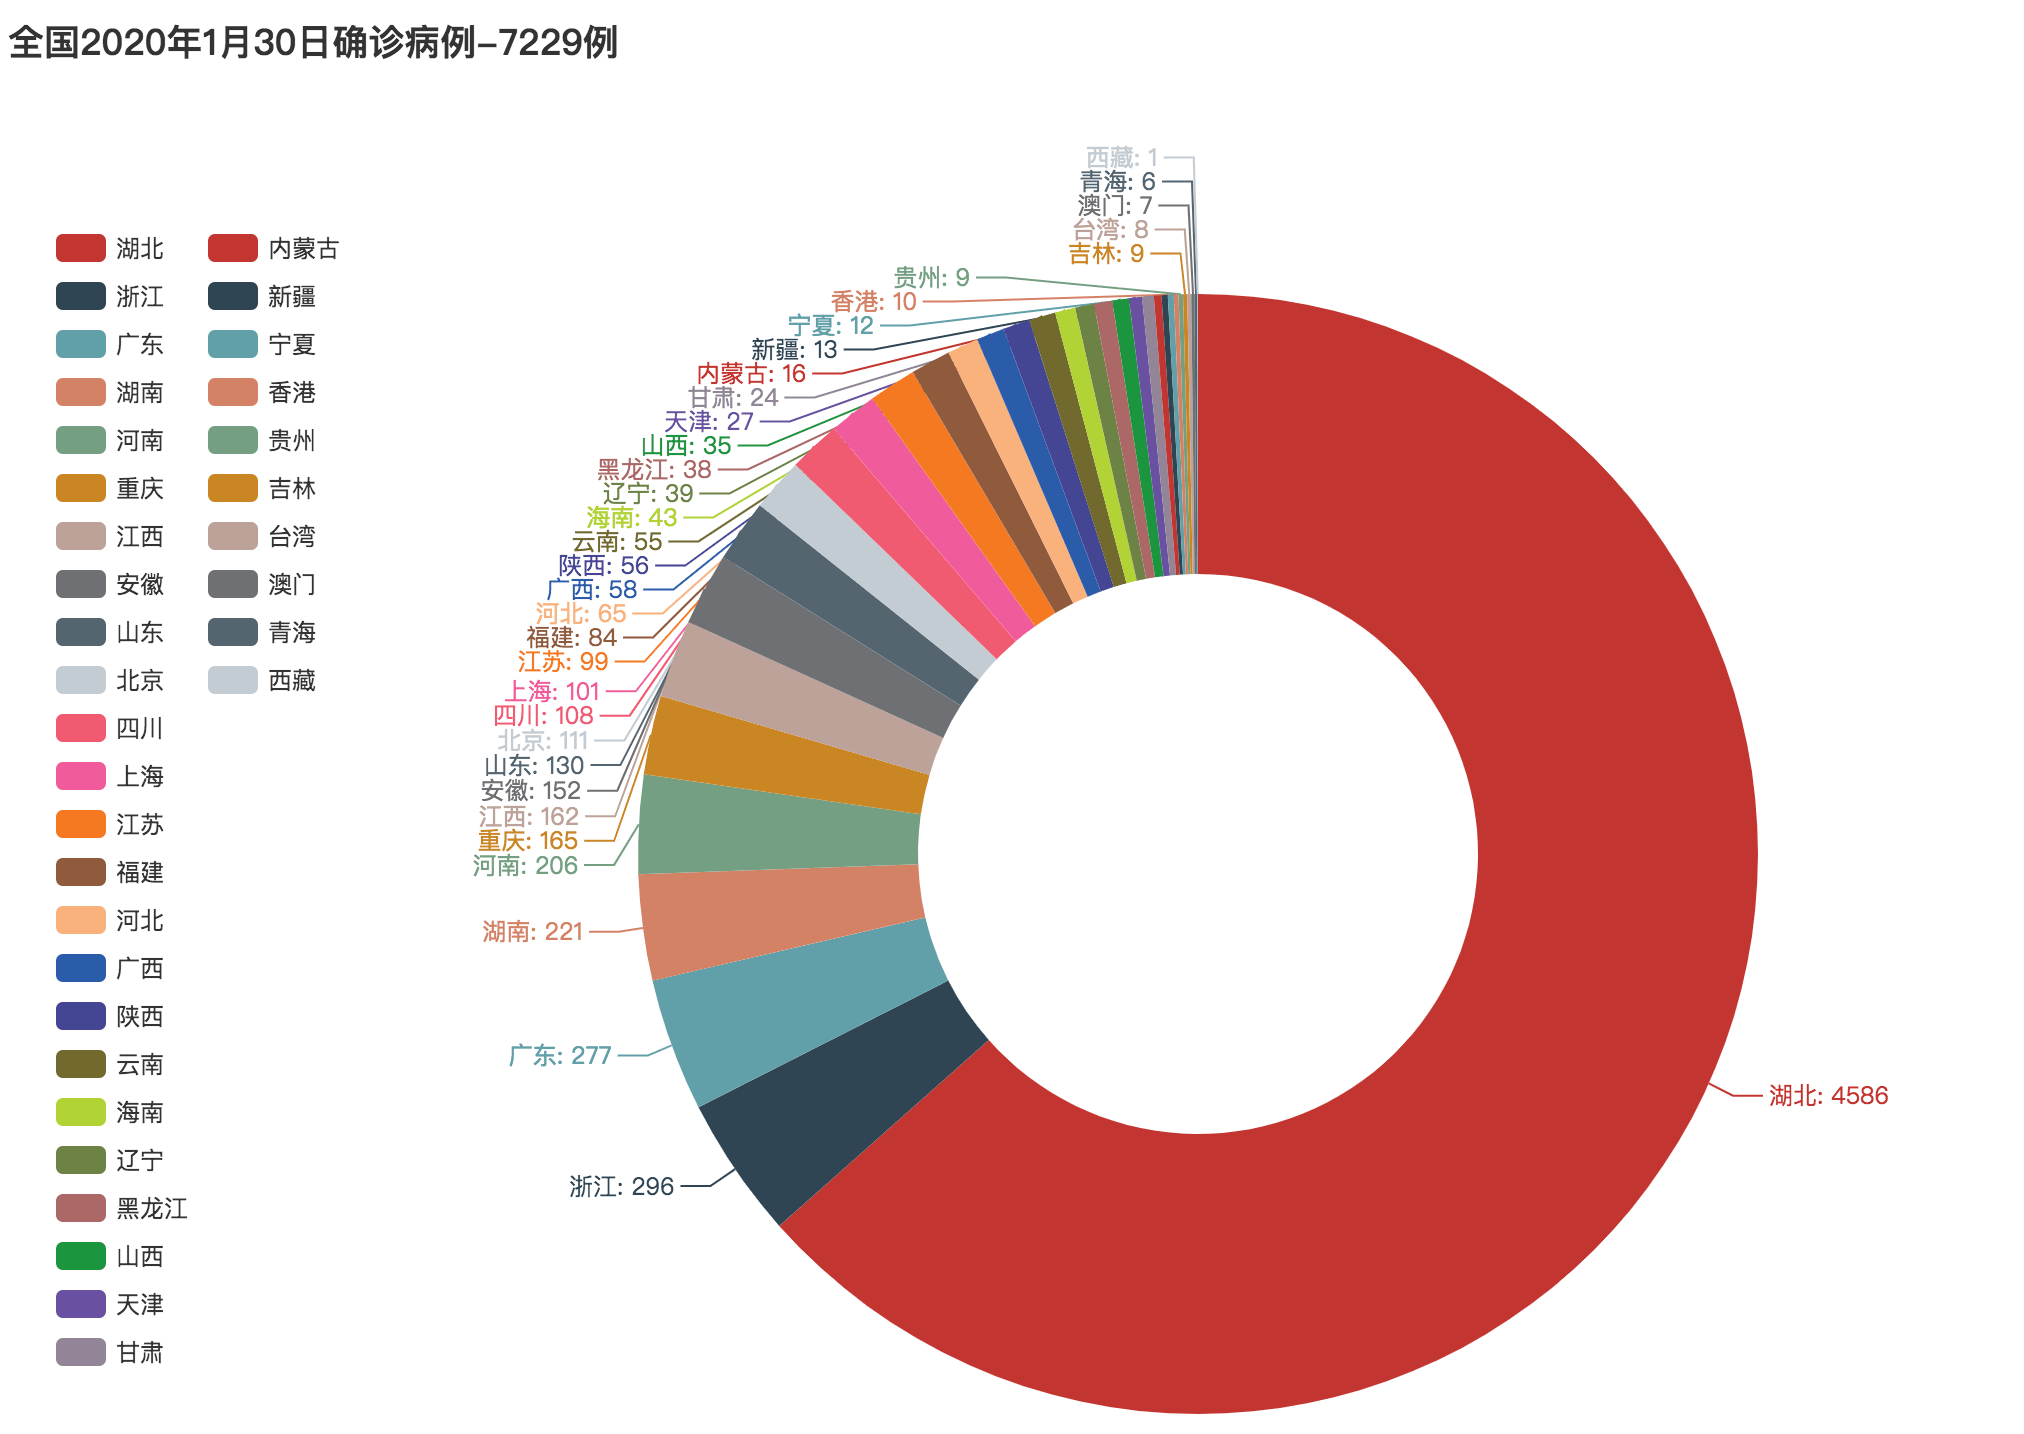 全国2020年1月30日确诊病例-7229例
湖北
浙江
广东
湖南
河南
重庆
江西
安徽
山东
北京
四川
上海
江苏
福建
河北
广西
陕西
云南
海南
辽宁
黑龙江
山西
天津
甘肃
内蒙古
新疆
宁夏
香港
贵州
吉林
台湾
澳门
青海
西藏
西藏: 1
青海: 6
澳门: 7
台湾: 8
吉林: 9
贵州: 9
香港: 10
宁夏: 12
新疆: 13
内蒙古: 16
甘肃: 24
天津: 27
山西: 35
黑龙江: 38
辽宁: 39
海南: 43
云南: 55
陕西: 56
广西: 58
河北: 65
福建: 84
江苏: 99
上海: 101
四川: 108
北京: 111
山东: 130
安徽: 152
江西: 162
重庆: 165
河南: 206
湖南: 221
广东: 277
浙江: 296
湖北: 4586